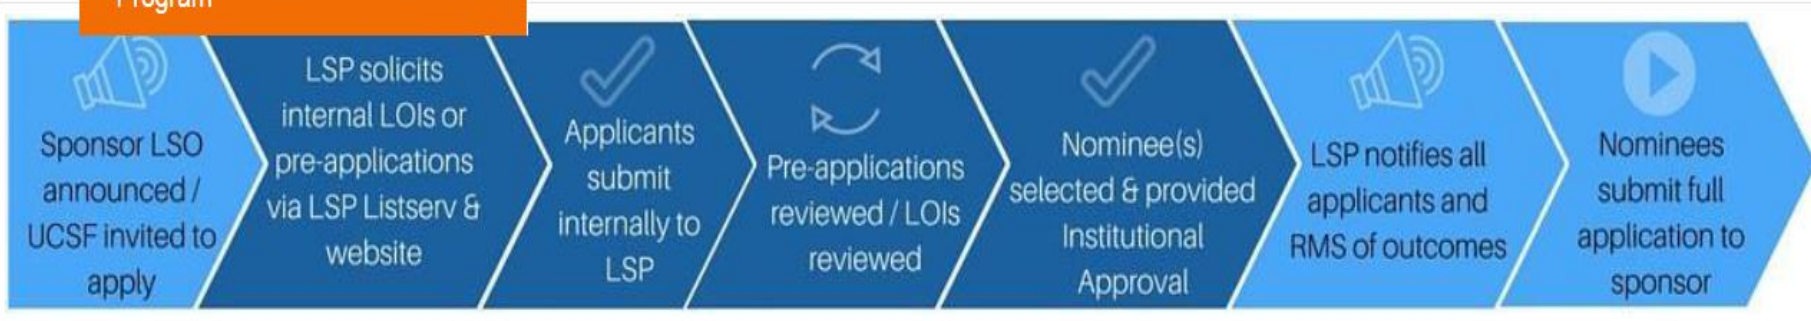 Program
Sponsor LSO
announced /
UCSF invited to
apply
LSP solicits
internal LOIs or
pre-applications
via LSP Listserv &
website
Applicants
submit
internally to
LSP
Pre-applications
reviewed / LOIs
reviewed
Nominee(s)
selected & provided
Institutional
Approval
LSP notifies all
applicants and
RMS of outcomes
Nominees
submit full
application to
sponsor